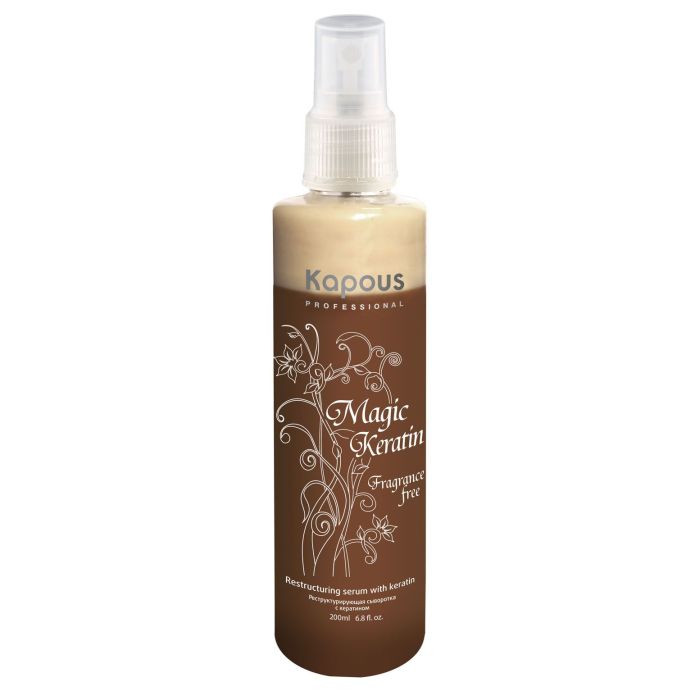 Kapous
PROFESSIONAL
Magic
Keratin
Fragrance
free
Restructuring serum with keratin
Реструктурирующая сыворотка
с кератином
200ml 6.8 fl. oz.